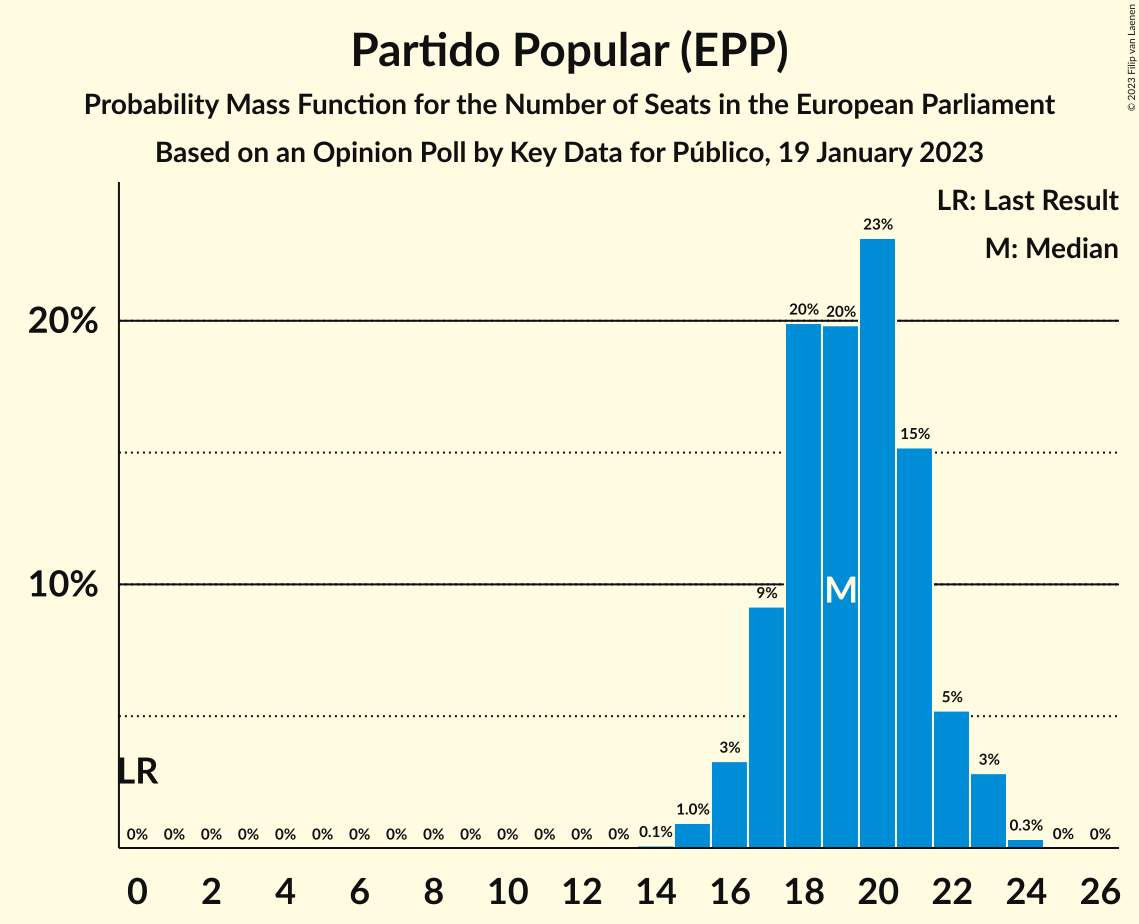 Partido Popular (EPP)
Probability Mass Function for the Number of Seats in the European Parliament
Based on an Opinion Poll by Key Data for Público, 19 January 2023
© 2023 Filip van Laenen
LR: Last Result
M: Median
23%
20% 20%
20%
15%
10%
9%
M
5%
3%
3%
LR
1.0%
0% 0% 0% 0% 0% 0% 0% 0% 0% 0% 0% 0% 0% 0% 0.1% 0.3% 0% 0%
0 2 4 6 8 10 12 14 16 18 20 22 24 26